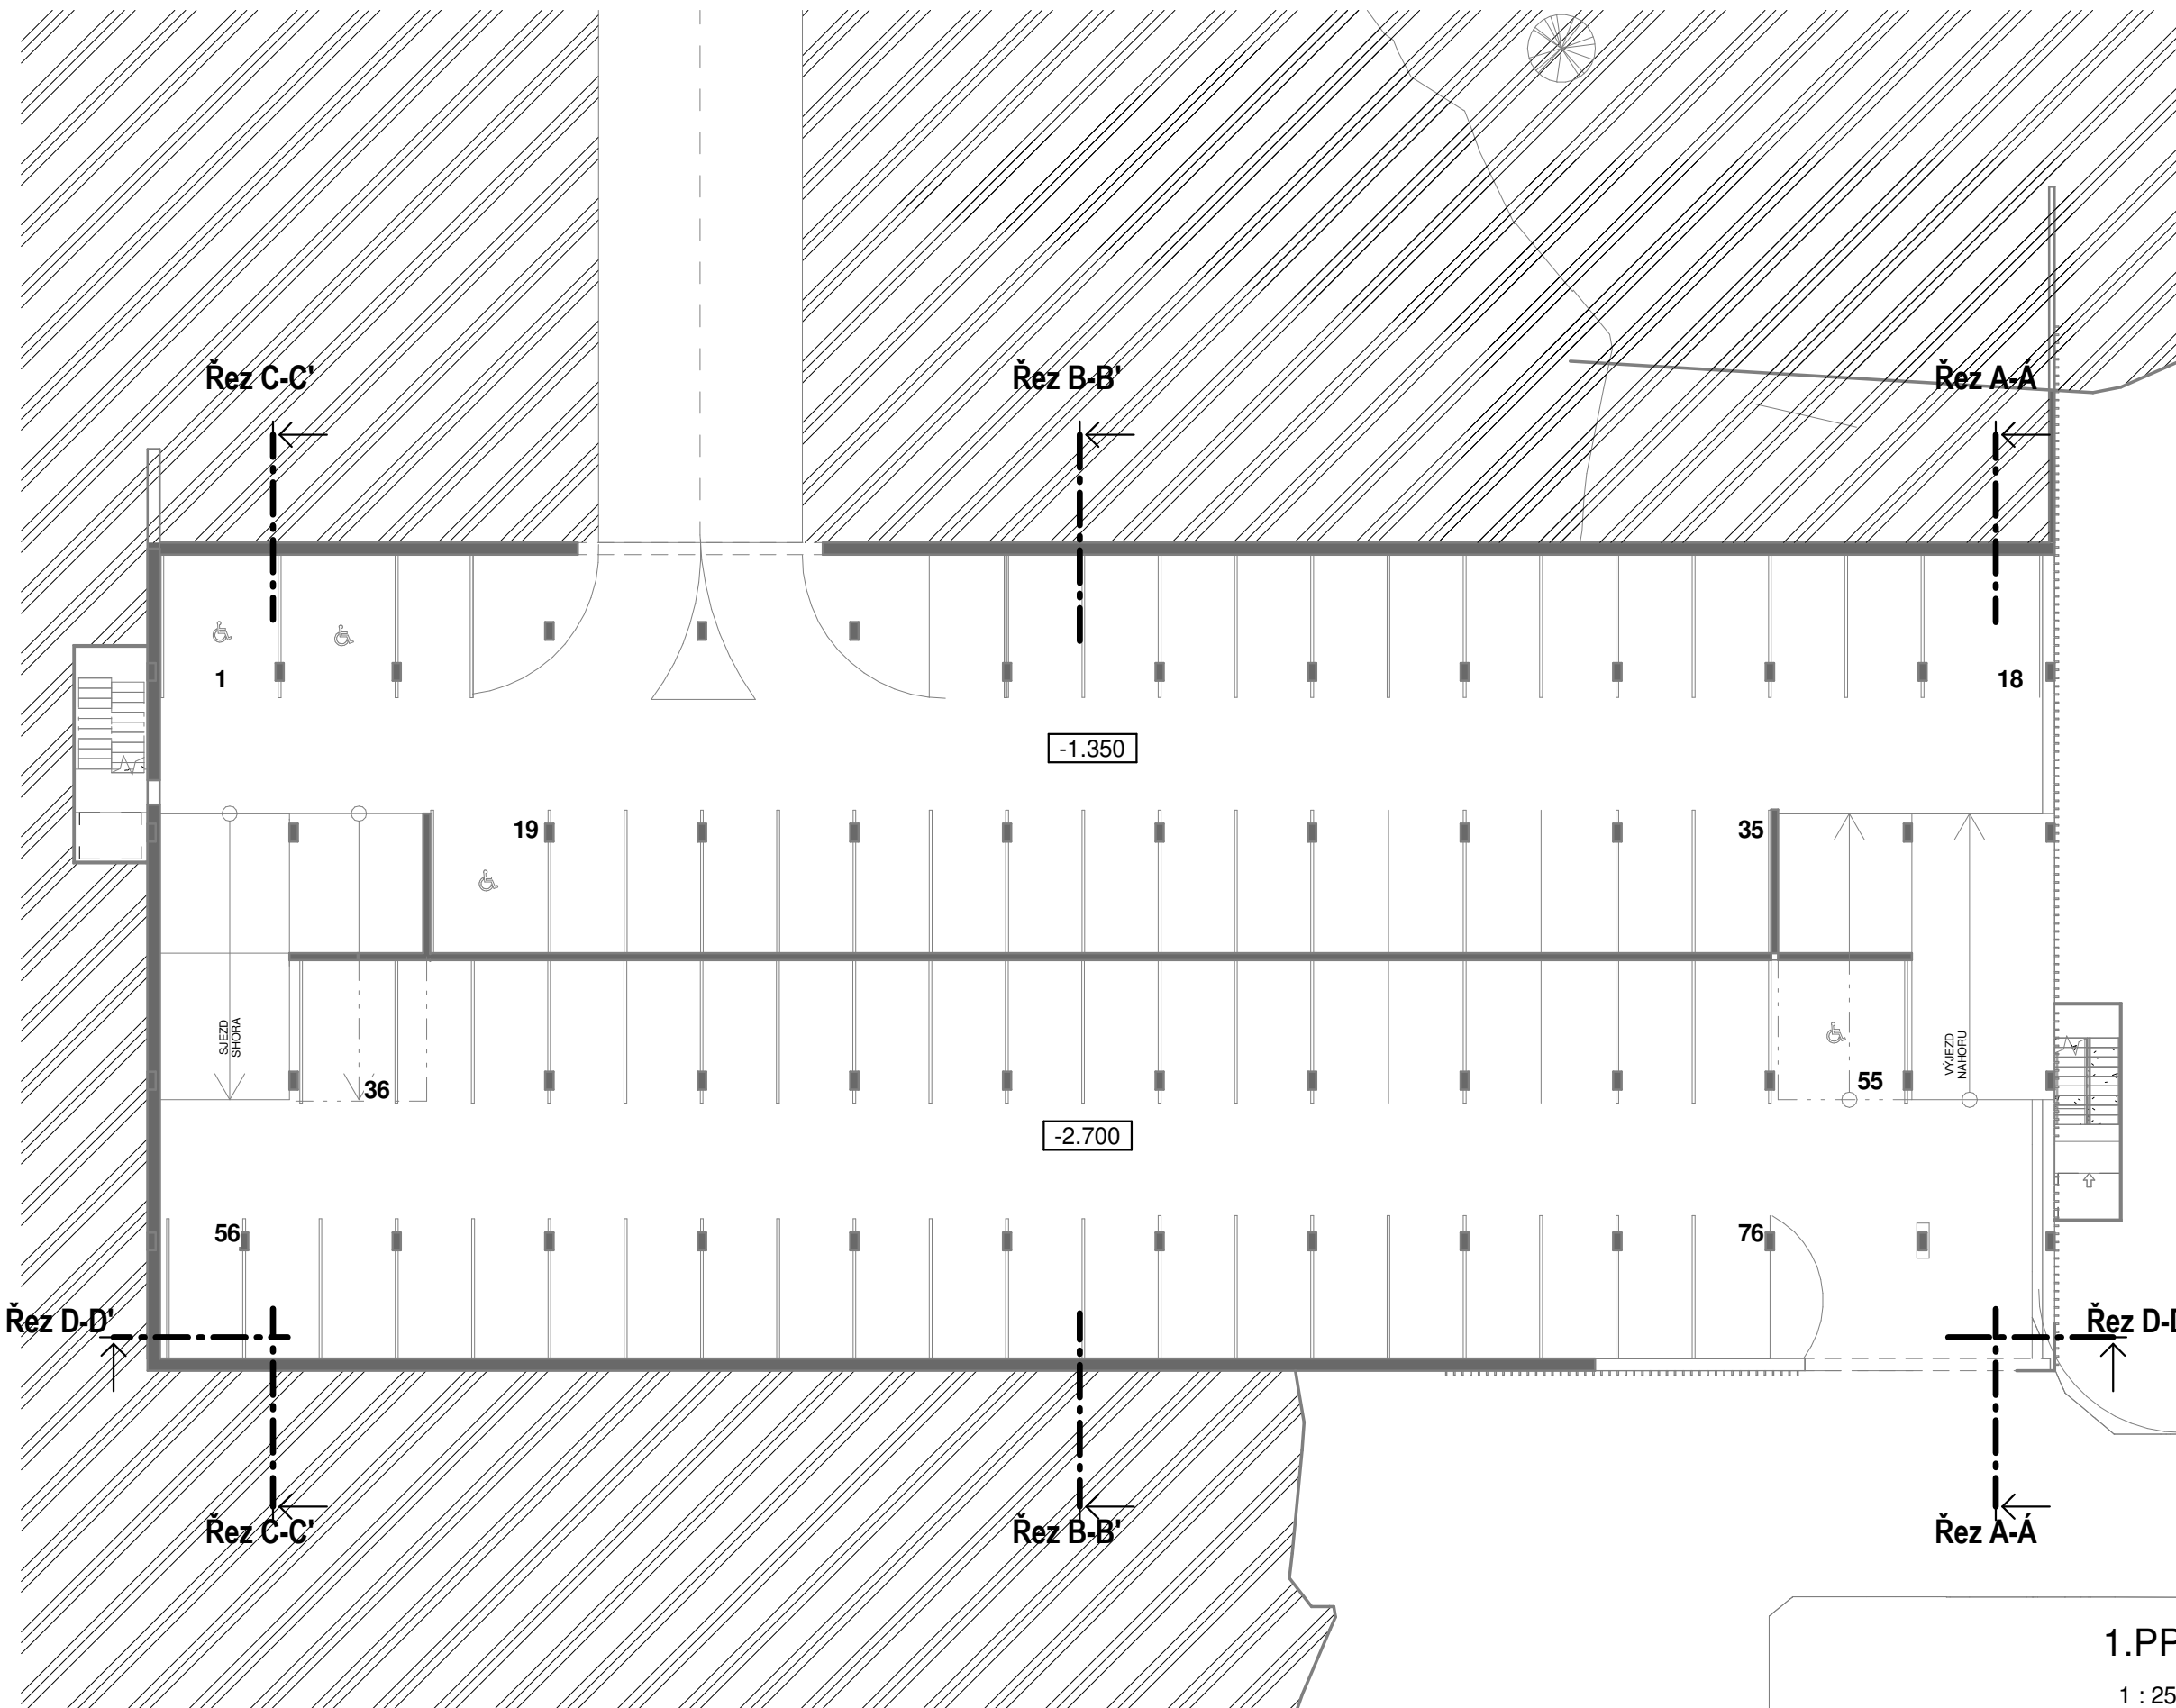 Řez C-C' Řez B-B' Řez A-Á
1 18
-1.350
19 35
SJEZD
SHORA
VÝJEZD
NAHORU
36 55
-2.700
56 76
Řez D-D' Řez D-D
Řez C-C' Řez B-B' Řez A-Á
1.PP
1 : 25